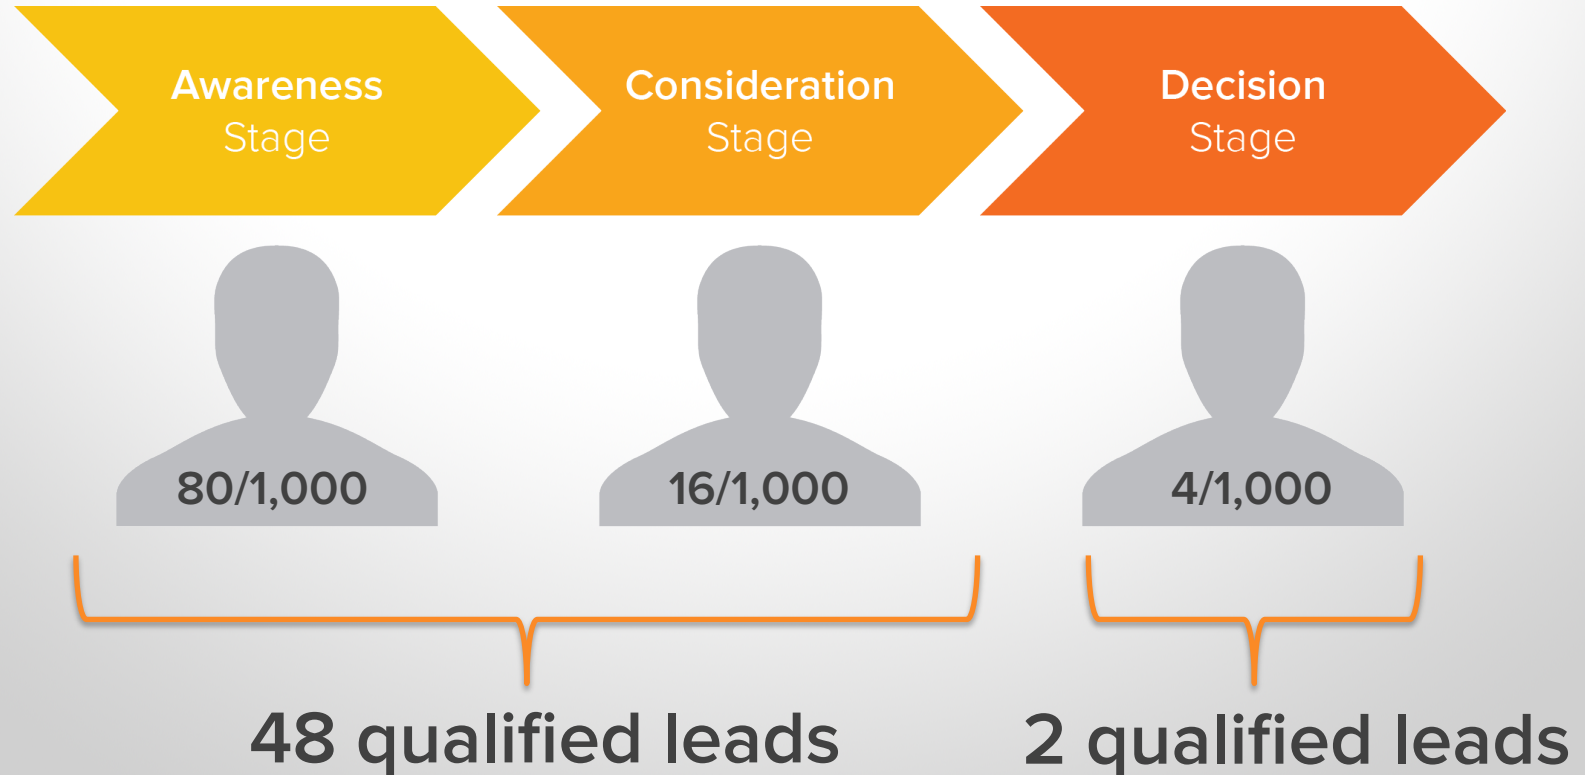 Awareness
Stage
Consideration
Stage
Decision
Stage
80/1,000
16/1,000
4/1,000
48 qualified leads
2 qualified leads